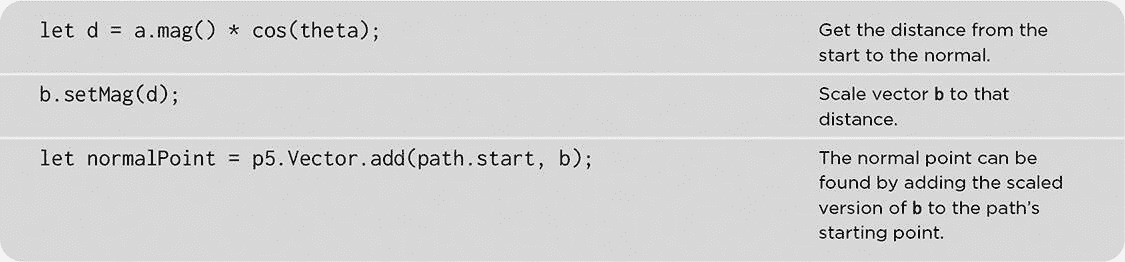 let d = a.mag() * cos(theta);
Get the distance from the
start to the normal.
b.setMag(d);
Scale vector b to that
distance.
let normalPoint = p5.Vector.add(path.start, b);
The normal point can be
found by adding the scaled
version of b to the path's
starting point.